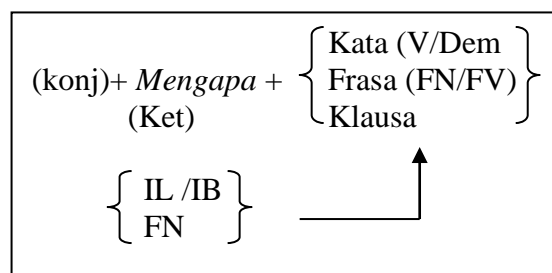 Kata (V/Dem
(konj)+ Mengapa + Frasa (FN/FV)
(Ket) Klausa
IL /IB
FN